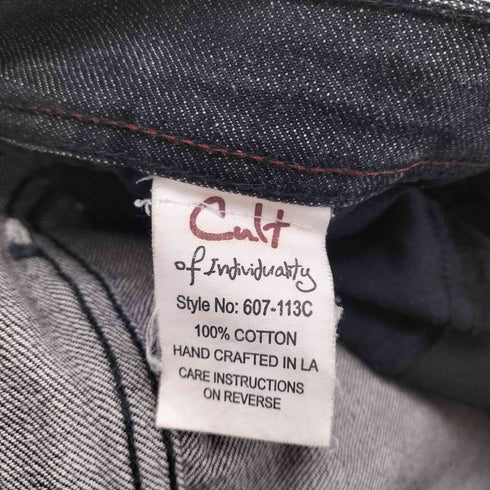 Cult
of Individuality
Style No: 607-113C
100% COTTON
HAND CRAFTED IN LA
CARE INSTRUCTIONS
ON REVERSE